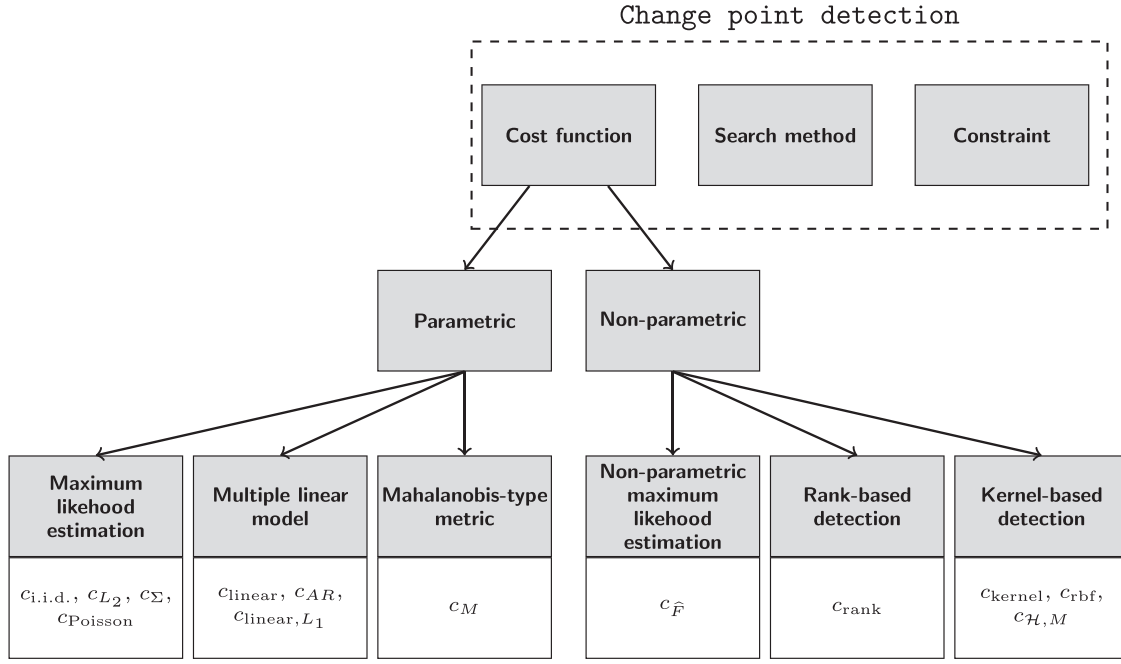 Change point detection
Cost function
Search method
Constraint
Parametric
Non-parametric
Maximum
likehood
estimation
Multiple linear
model
Mahalanobis-type
metric
Non-parametric
maximum
likehood
estimation
Rank-based
detection
Kernel-based
detection
c_{i.i.d.}, c_{L_2}, c_Σ,
c_{Poisson}
c_{linear}, c_{AR},
c_{linear,L_1}
c_M
c_{\widehat{F}}
c_{rank}
c_{kernel}, c_{rbf},
c_{ℋ,M}